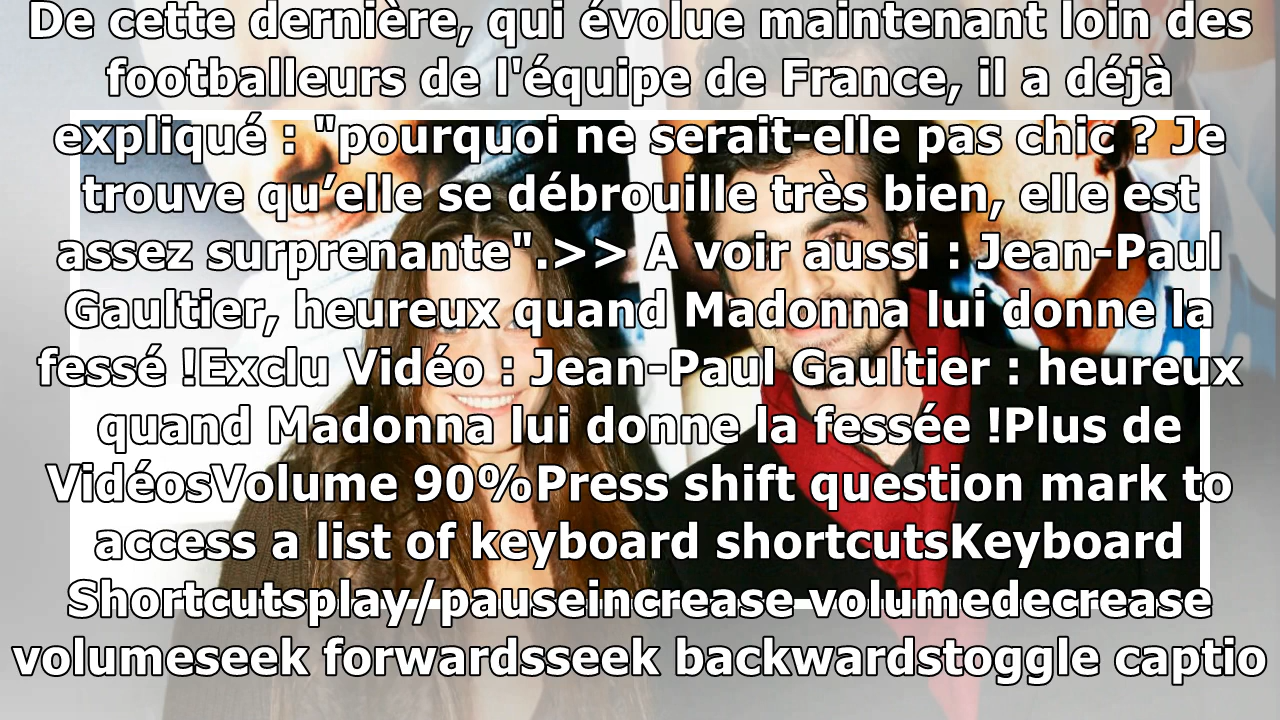 De cette dernière, qui évolue maintenant loin des
footballeurs de l'équipe de France, il a déjà
expliqué : "pourquoi ne serait-elle pas chic ? Je
trouve qu’elle se débrouille très bien, elle est
assez surprenante".>> A voir aussi : Jean-Paul
Gaultier, heureux quand Madonna lui donne la
fessé !Exclu Vidéo : Jean-Paul Gaultier : heureux
quand Madonna lui donne la fessée !Plus de
VidéosVolume 90%Press shift question mark to
access a list of keyboard shortcutsKeyboard
Shortcutsplay/pauseincrease volumedecrease
volumeseek forwardsseek backwardstoggle captio